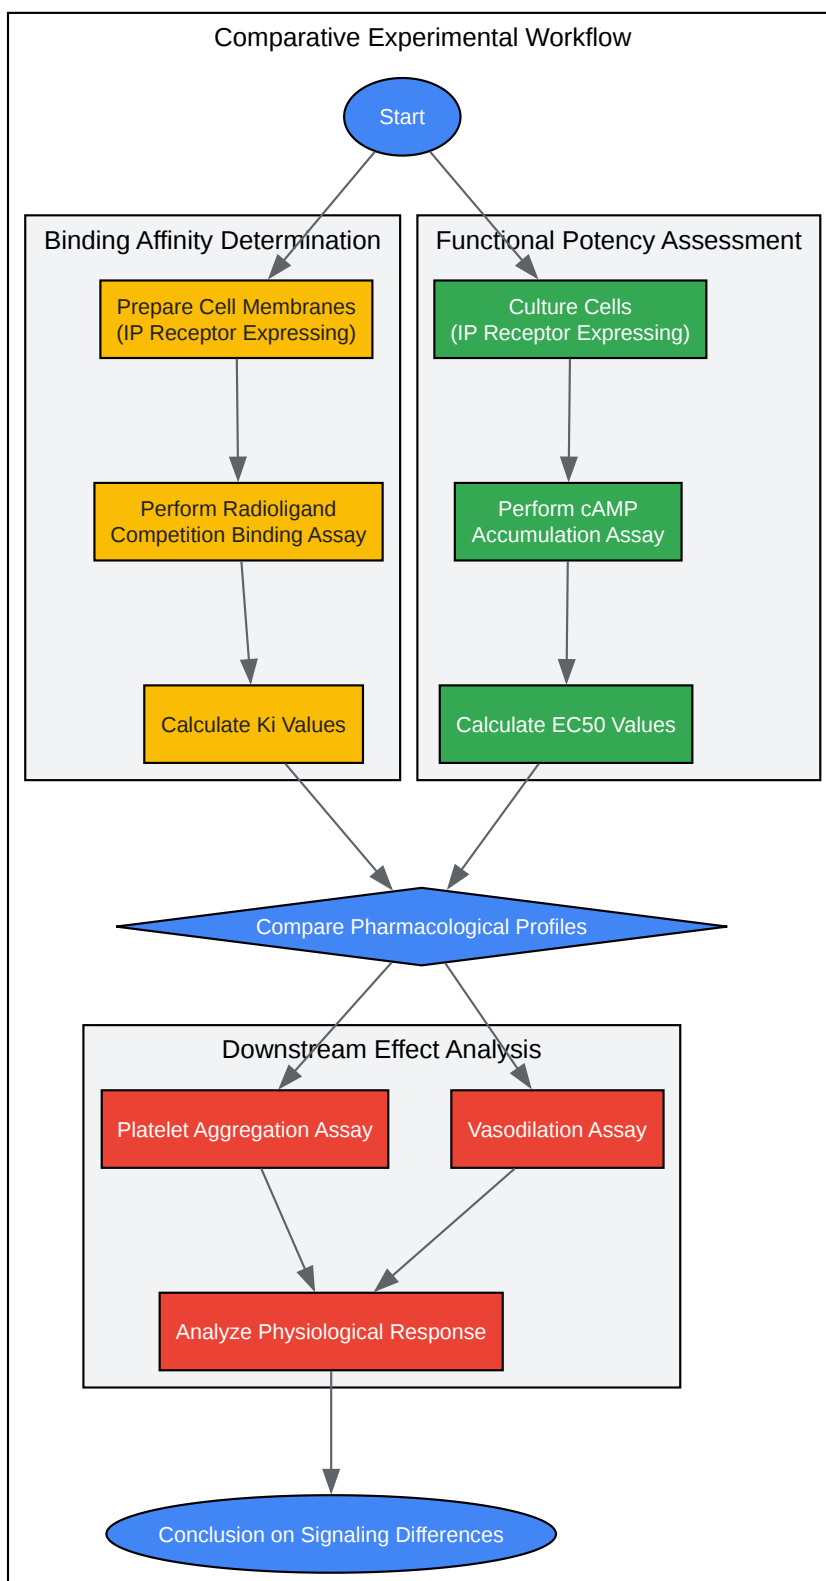 Comparative Experimental Workflow
Start
Binding Affinity Determination
Prepare Cell Membranes
(IP Receptor Expressing)
Perform Radioligand
Competition Binding Assay
Calculate Ki Values
Functional Potency Assessment
Culture Cells
(IP Receptor Expressing)
Perform cAMP
Accumulation Assay
Calculate EC50 Values
Compare Pharmacological Profiles
Downstream Effect Analysis
Platelet Aggregation Assay
Vasodilation Assay
Analyze Physiological Response
Conclusion on Signaling Differences